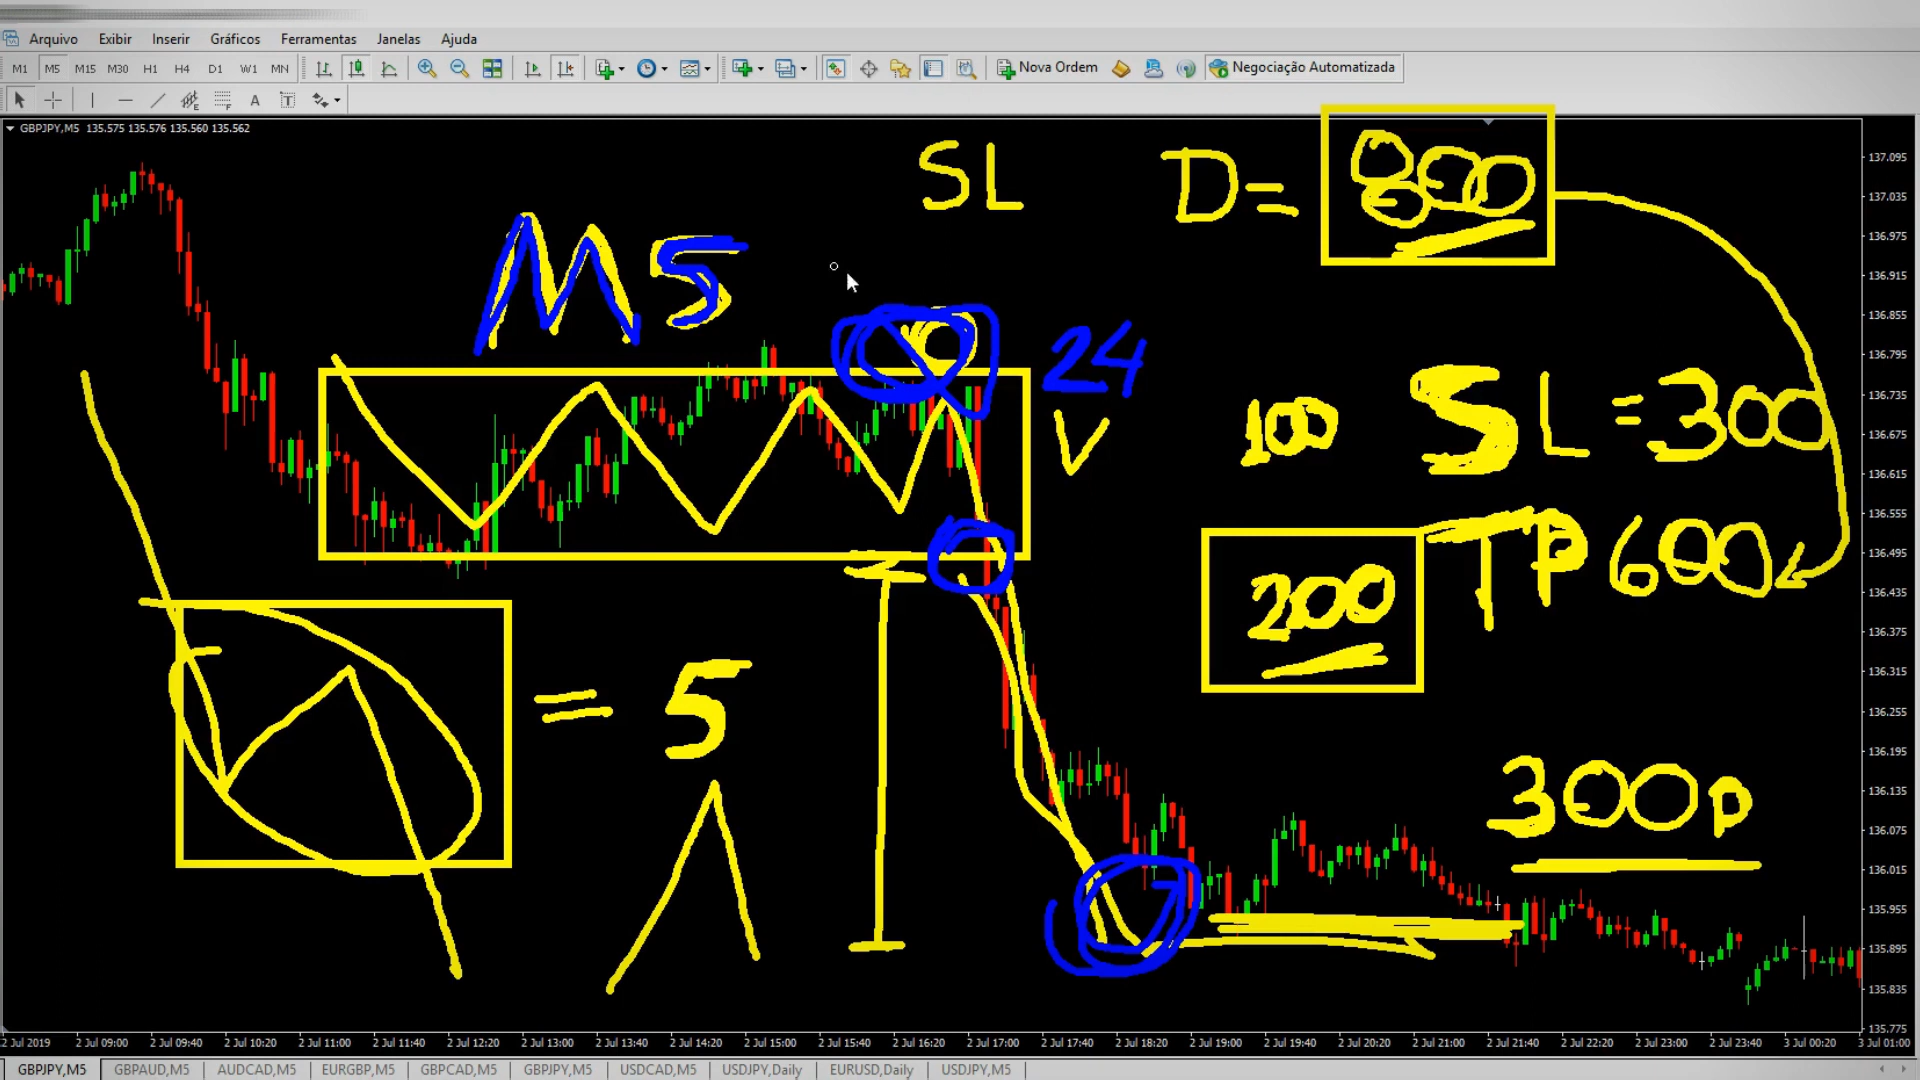 Arquivo Exibir Inserir Gráficos Ferramentas Janelas Ajuda
M1 M5 M15 M30 H1 H4 D1 W1 MN Nova Ordem Negociação Automatizada
A T
GBPJPY,M5 135.575 135.576 135.560 135.562
SL
D= 800
M5
24
V
100
SL =300
TP 600
200
= 5
300p
137.095
137.035
136.975
136.915
136.855
136.795
136.735
136.675
136.615
136.555
136.495
136.435
136.375
136.315
136.255
136.195
136.135
136.075
136.015
135.955
135.895
135.835
135.775
2 Jul 2019 2 Jul 09:00 2 Jul 09:40 2 Jul 10:20 2 Jul 11:00 2 Jul 11:40 2 Jul 12:20 2 Jul 13:00 2 Jul 13:40 2 Jul 14:20 2 Jul 15:00 2 Jul 15:40 2 Jul 16:20 2 Jul 17:00 2 Jul 17:40 2 Jul 18:20 2 Jul 19:00 2 Jul 19:40 2 Jul 20:20 2 Jul 21:00 2 Jul 21:40 2 Jul 22:20 2 Jul 23:00 2 Jul 23:40 3 Jul 00:20 3 Jul 01:00
GBPJPY,M5 GBPAUD,M5 AUDCAD,M5 EURGBP,M5 GBPCAD,M5 GBPJPY,M5 USDCAD,M5 USDJPY,Daily EURUSD,Daily USDJPY,M5